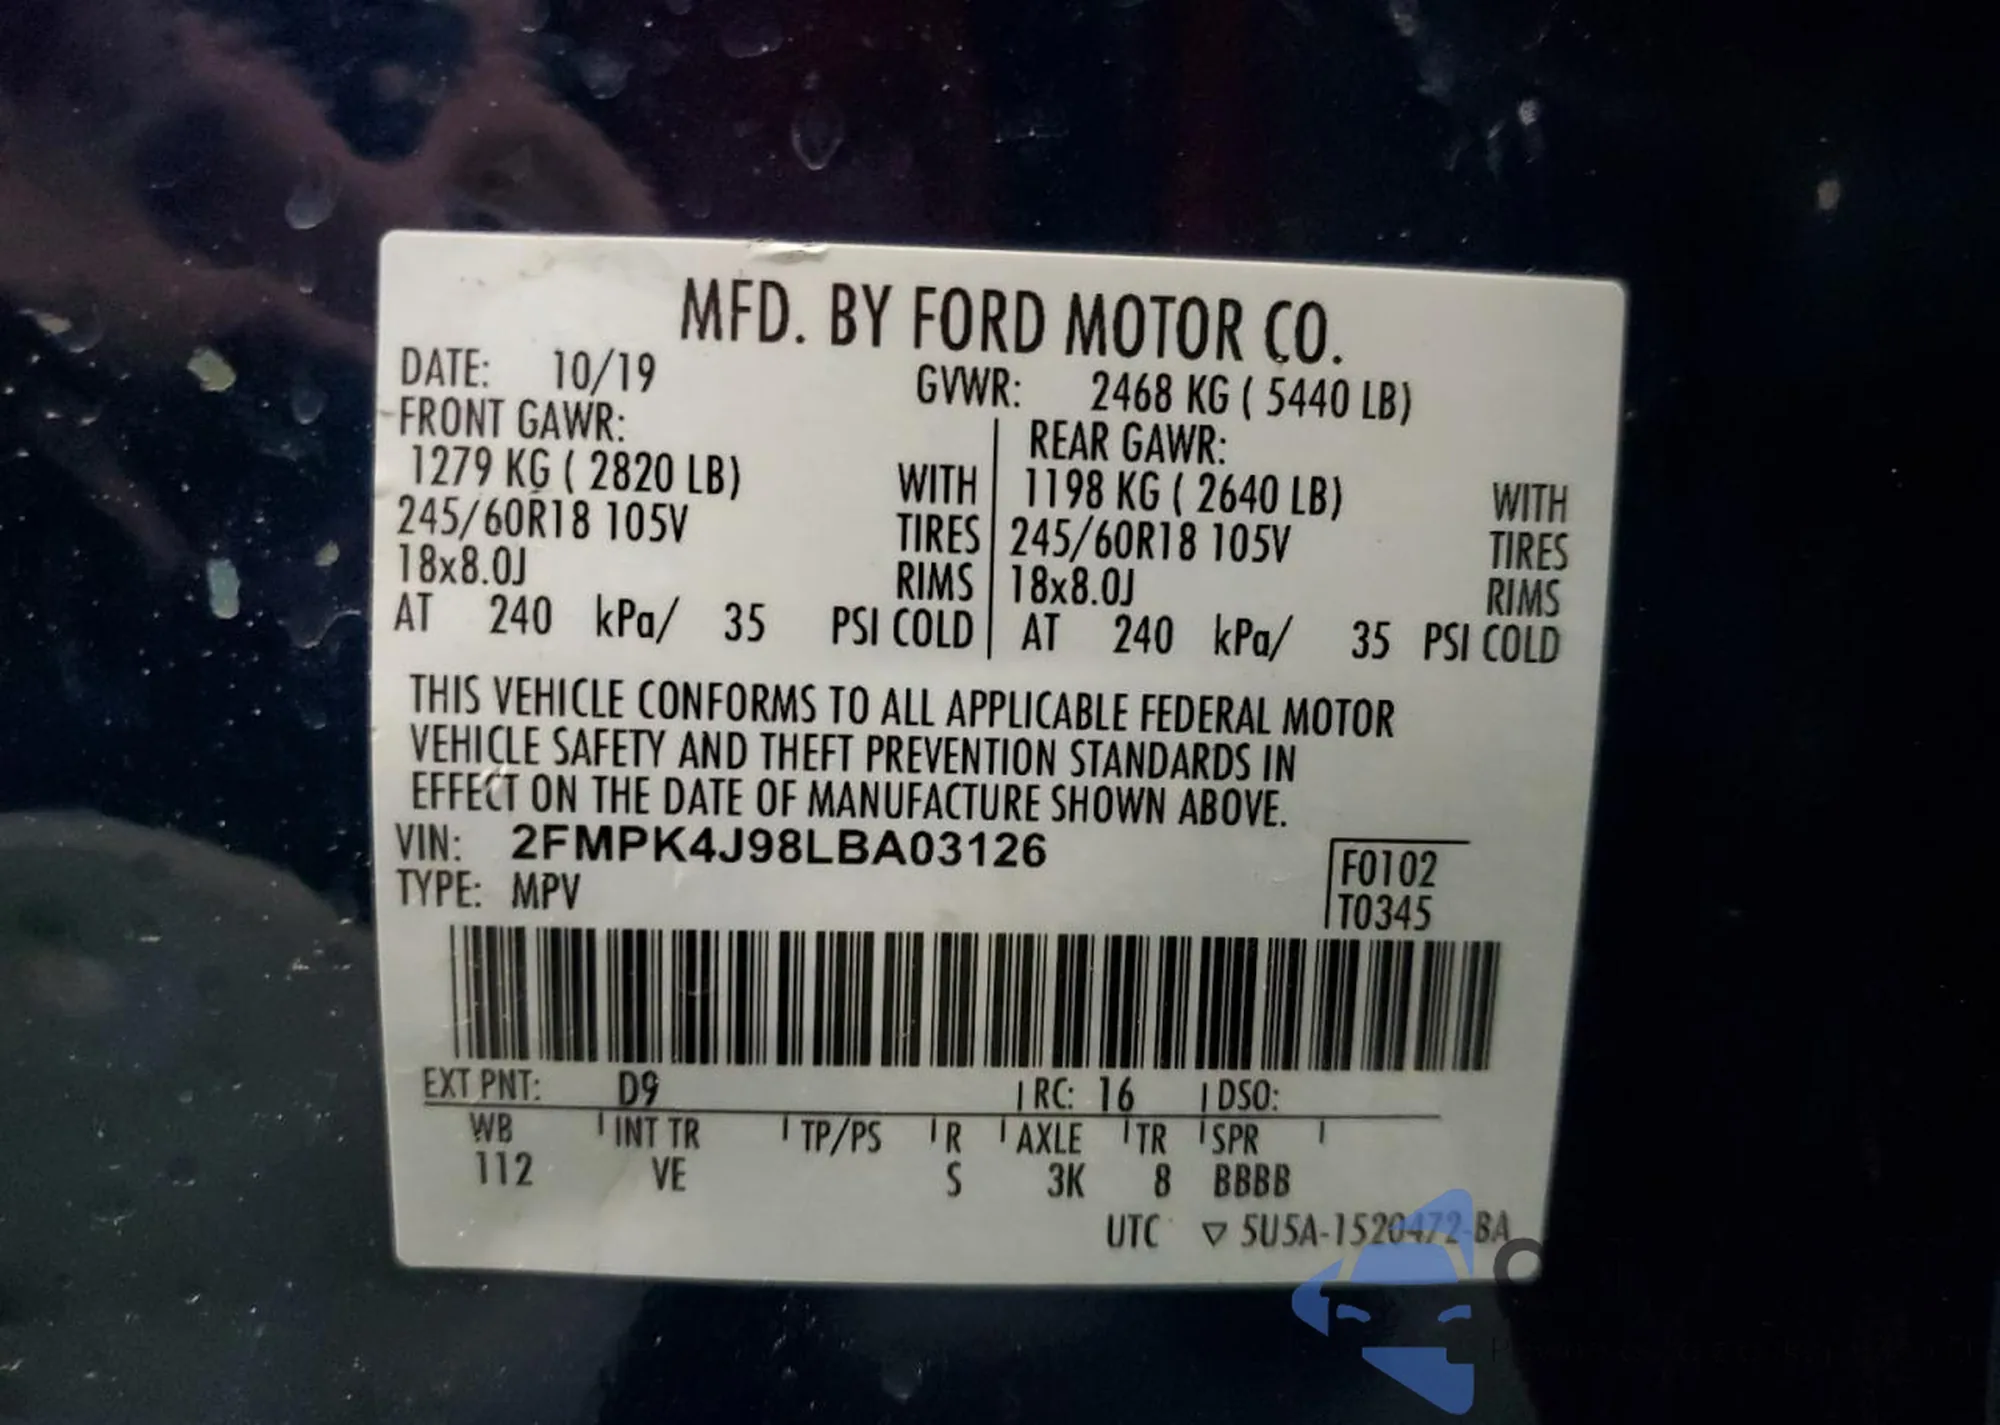 MFD. BY FORD MOTOR CO.
DATE: 10/19 GVWR: 2468 KG ( 5440 LB)
FRONT GAWR: REAR GAWR:
1279 KG ( 2820 LB) WITH 1198 KG ( 2640 LB) WITH
245/60R18 105V TIRES 245/60R18 105V TIRES
18x8.0J RIMS 18x8.0J RIMS
AT 240 kPa/ 35 PSI COLD AT 240 kPa/ 35 PSI COLD
THIS VEHICLE CONFORMS TO ALL APPLICABLE FEDERAL MOTOR
VEHICLE SAFETY AND THEFT PREVENTION STANDARDS IN
EFFECT ON THE DATE OF MANUFACTURE SHOWN ABOVE.
VIN: 2FMPK4J98LBA03126 F0102
TYPE: MPV T0345
EXT PNT: D9 RC: 16 DSO:
WB INT TR TP/PS R AXLE TR SPR
112 VE S 3K 8 BBBB
UTC ▽ 5U5A-1520472-BA